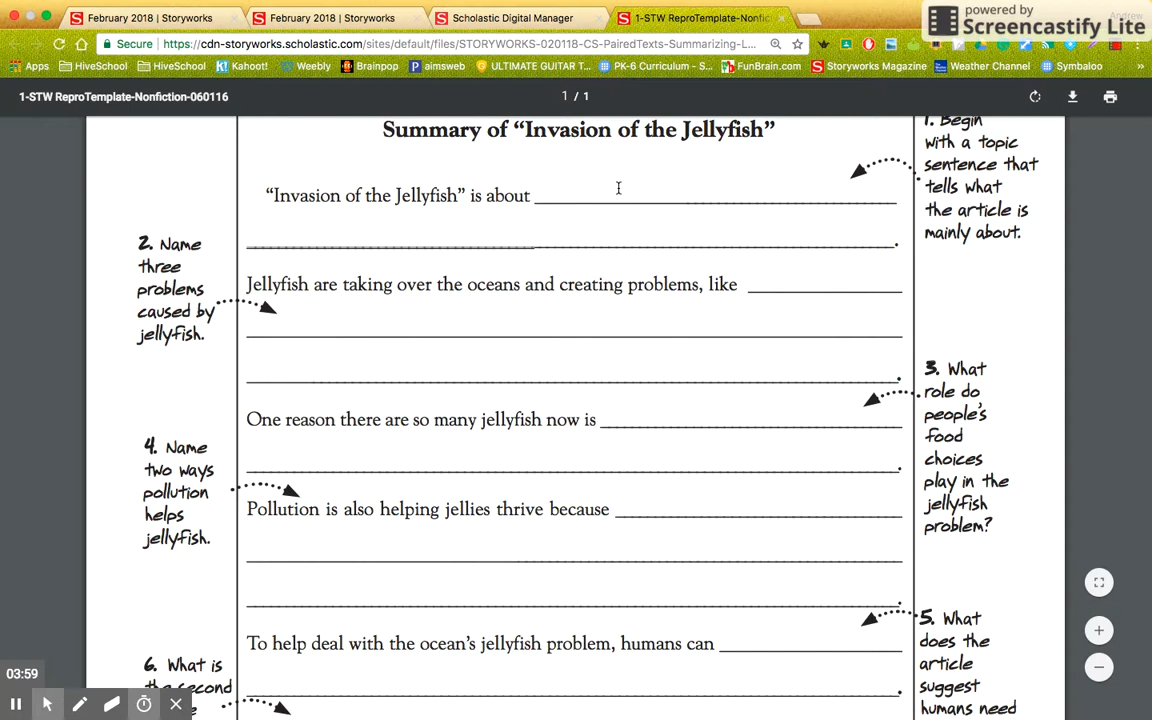 February 2018 | Storyworks
February 2018 | Storyworks
Scholastic Digital Manager
1-STW ReproTemplate-Nonfic
powered by
Screencastify Lite
Secure
https://cdn-storyworks.scholastic.com/sites/default/files/STORYWORKS-020118-CS-PairedTexts-Summarizing-L...
Apps
HiveSchool
HiveSchool
Kahoot!
Weebly
Brainpop
aimsweb
ULTIMATE GUITAR T...
PK-6 Curriculum - S...
FunBrain.com
Storyworks Magazine
Weather Channel
Symbaloo
1-STW ReproTemplate-Nonfiction-060116
1 / 1
Summary of “Invasion of the Jellyfish”
1. Begin
with a topic
sentence that
tells what
the article is
mainly about.
“Invasion of the Jellyfish” is about
.
2. Name
three
problems
caused by
jellyfish.
Jellyfish are taking over the oceans and creating problems, like
.
3. What
role do
people’s
food
choices
play in the
jellyfish
problem?
One reason there are so many jellyfish now is
.
4. Name
two ways
pollution
helps
jellyfish.
Pollution is also helping jellies thrive because
.
5. What
does the
article
suggest
humans need
To help deal with the ocean’s jellyfish problem, humans can
.
6. What is
the second
03:59